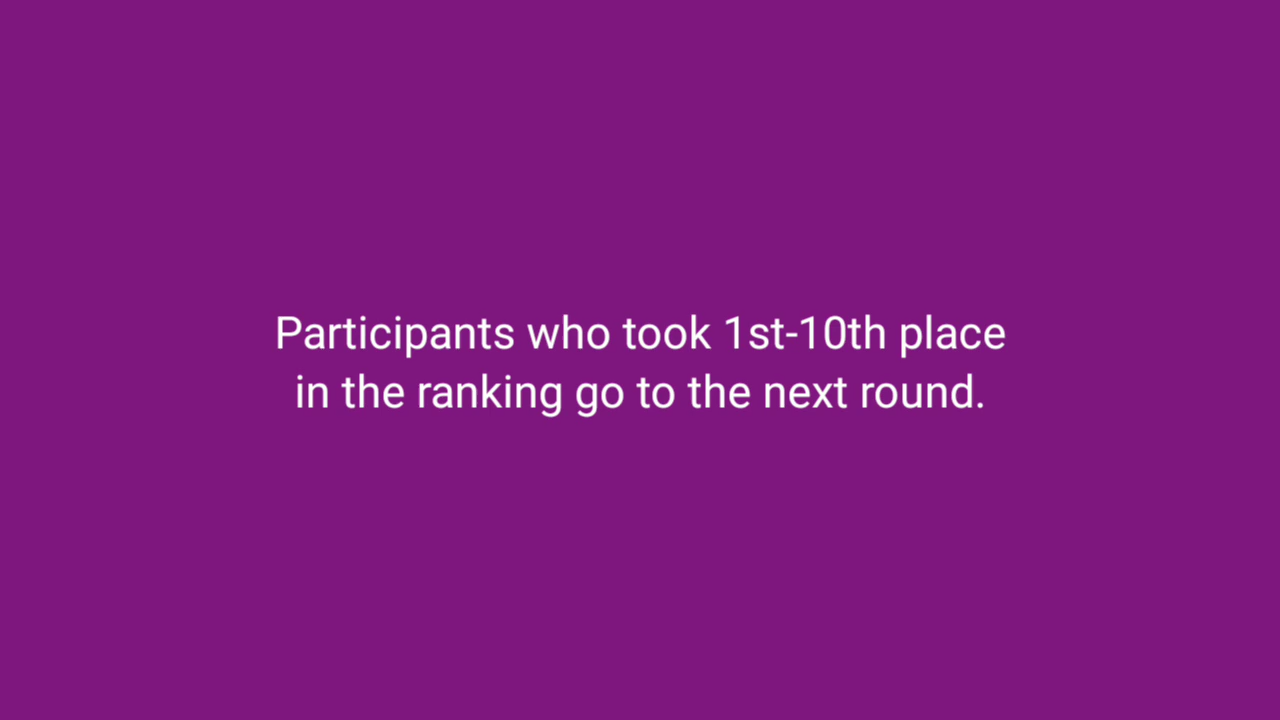 Participants who took 1st-10th place
in the ranking go to the next round.